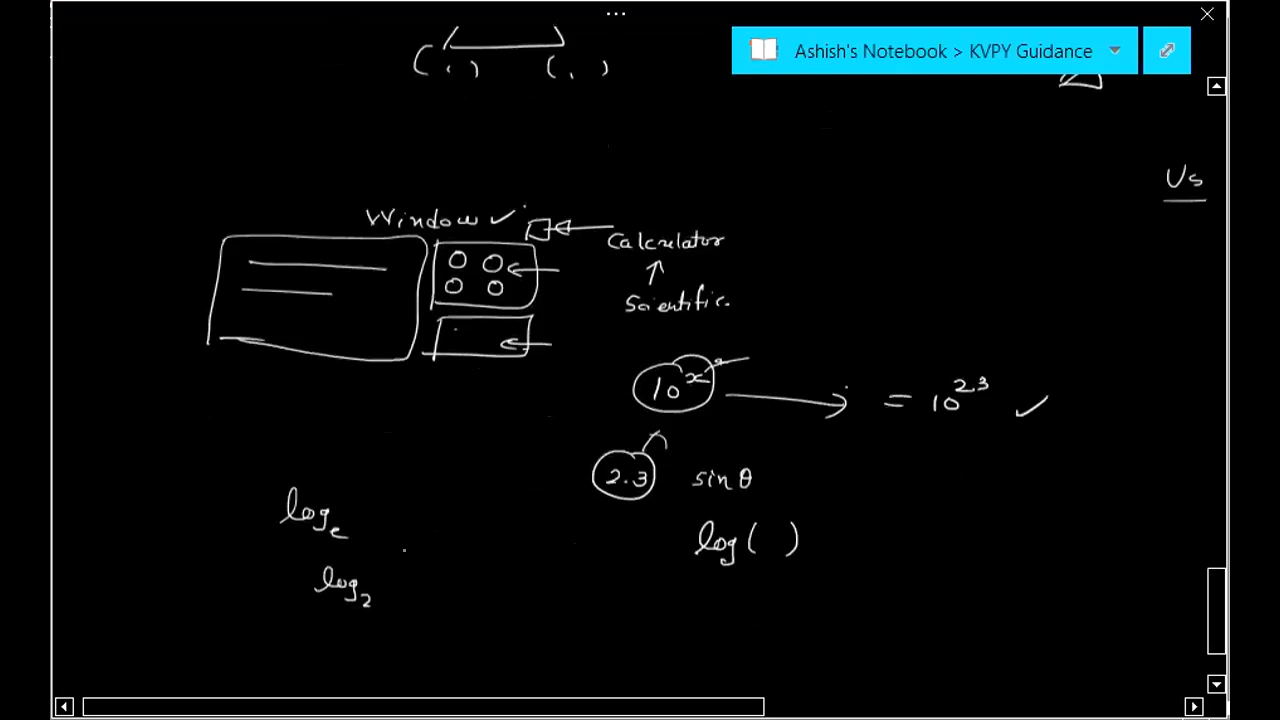 ...
Ashish's Notebook > KVPY Guidance
( , ) ( , )
Us
Window ✓
Calculator
↑
Scientific.
10^x → = 10^2.3 ✓
2.3 sin θ
log_e
log ( )
log_2